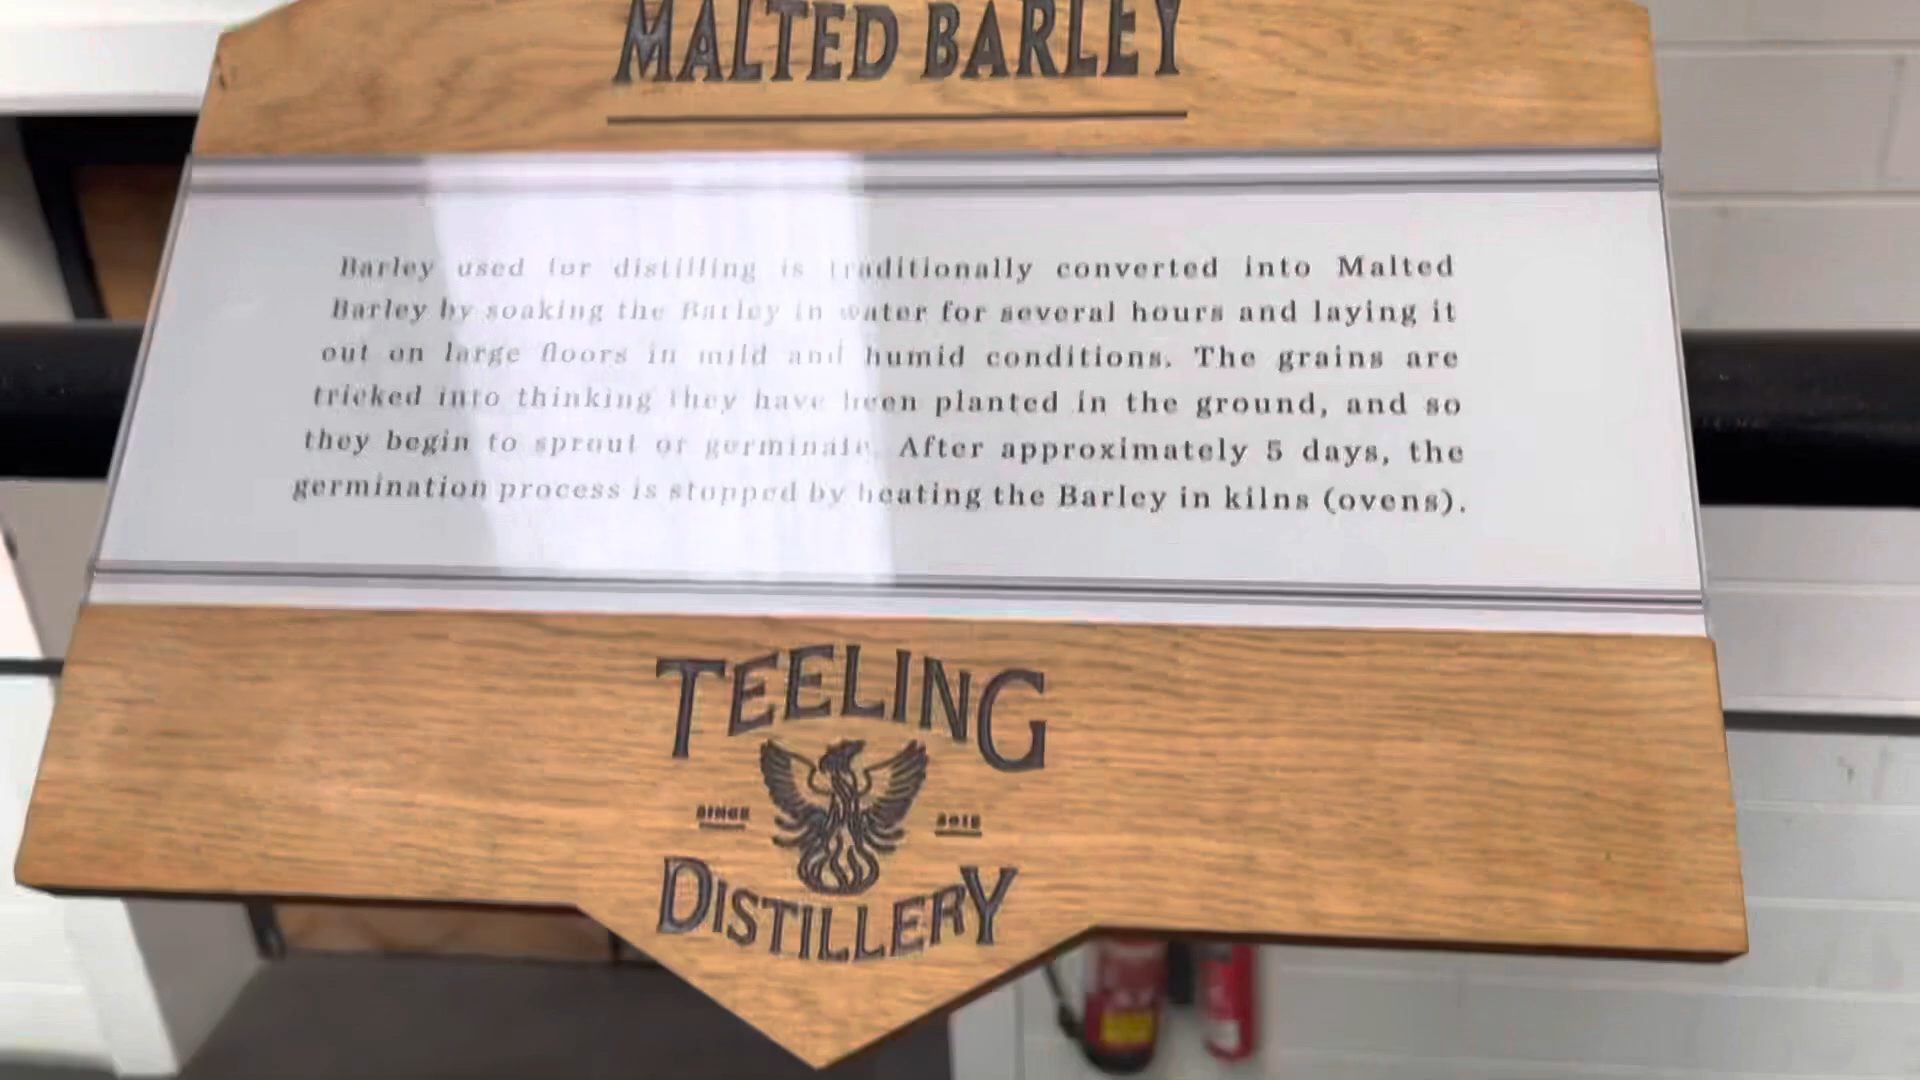 MALTED BARLEY
Barley used for distilling is traditionally converted into Malted
Barley by soaking the Barley in water for several hours and laying it
out on large floors in mild and humid conditions. The grains are
tricked into thinking they have been planted in the ground, and so
they begin to sprout or germinate. After approximately 5 days, the
germination process is stopped by heating the Barley in kilns (ovens).
TEELING
SINCE 2015
DISTILLERY